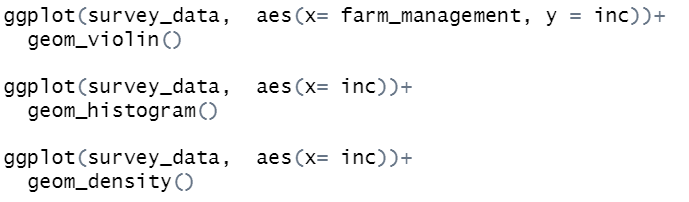 ggplot(survey_data,  aes(x= farm_management, y = inc))+
  geom_violin()

ggplot(survey_data,  aes(x= inc))+
  geom_histogram()

ggplot(survey_data,  aes(x= inc))+
  geom_density()